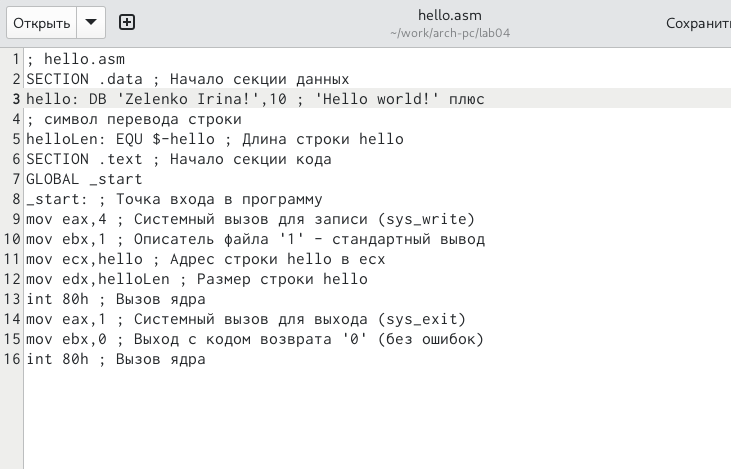 Открыть
hello.asm
~/work/arch-pc/lab04
Сохранит
1 ; hello.asm
2 SECTION .data ; Начало секции данных
3 hello: DB 'Zelenko Irina!',10 ; 'Hello world!' плюс
4 ; символ перевода строки
5 helloLen: EQU $-hello ; Длина строки hello
6 SECTION .text ; Начало секции кода
7 GLOBAL _start
8 _start: ; Точка входа в программу
9 mov eax,4 ; Системный вызов для записи (sys_write)
10 mov ebx,1 ; Описатель файла '1' - стандартный вывод
11 mov ecx,hello ; Адрес строки hello в ecx
12 mov edx,helloLen ; Размер строки hello
13 int 80h ; Вызов ядра
14 mov eax,1 ; Системный вызов для выхода (sys_exit)
15 mov ebx,0 ; Выход с кодом возврата '0' (без ошибок)
16 int 80h ; Вызов ядра